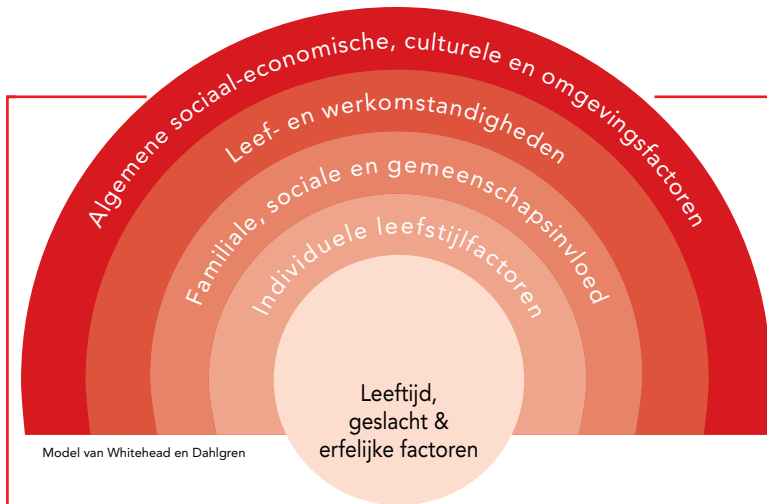 Algemene sociaal-economische, culturele en omgevingsfactoren
Leef- en werkomstandigheden
Familiale, sociale en gemeenschapsinvloed
Individuele leefstijlfactoren
Leeftijd,
geslacht &
erfelijke factoren
Model van Whitehead en Dahlgren